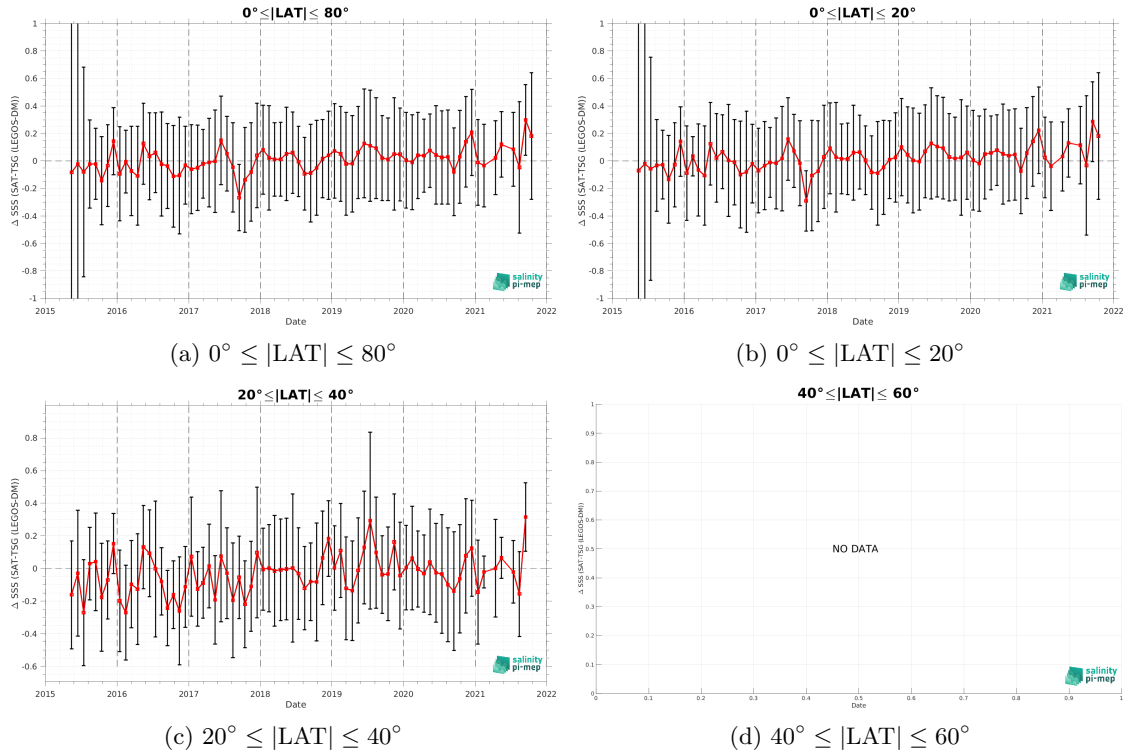 0°≤|LAT|≤ 80°
Δ SSS (SAT-TSG (LEGOS-DM))
1
0.8
0.6
0.4
0.2
0
-0.2
-0.4
-0.6
-0.8
-1
2015 2016 2017 2018 2019 2020 2021 2022
Date
salinity
pi-mep
(a) 0° ≤ |LAT| ≤ 80°
0°≤|LAT|≤ 20°
Δ SSS (SAT-TSG (LEGOS-DM))
1
0.8
0.6
0.4
0.2
0
-0.2
-0.4
-0.6
-0.8
-1
2015 2016 2017 2018 2019 2020 2021 2022
Date
salinity
pi-mep
(b) 0° ≤ |LAT| ≤ 20°
20°≤|LAT|≤ 40°
Δ SSS (SAT-TSG (LEGOS-DM))
0.8
0.6
0.4
0.2
0
-0.2
-0.4
-0.6
2015 2016 2017 2018 2019 2020 2021 2022
Date
salinity
pi-mep
(c) 20° ≤ |LAT| ≤ 40°
40°≤|LAT|≤ 60°
Δ SSS (SAT-TSG (LEGOS-DM))
1
0.9
0.8
0.7
0.6
0.5
0.4
0.3
0.2
0.1
0
NO DATA
0 0.1 0.2 0.3 0.4 0.5 0.6 0.7 0.8 0.9 1
Date
salinity
pi-mep
(d) 40° ≤ |LAT| ≤ 60°